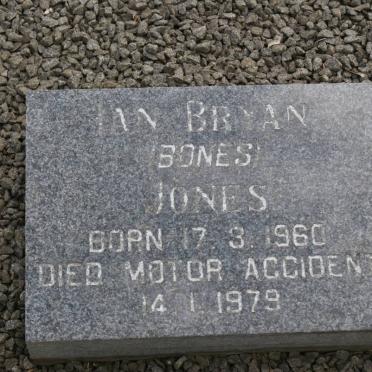 IAN BRYAN
(BONES)
JONES
BORN 17. 3. 1960
DIED MOTOR ACCIDENT
14. 1. 1979